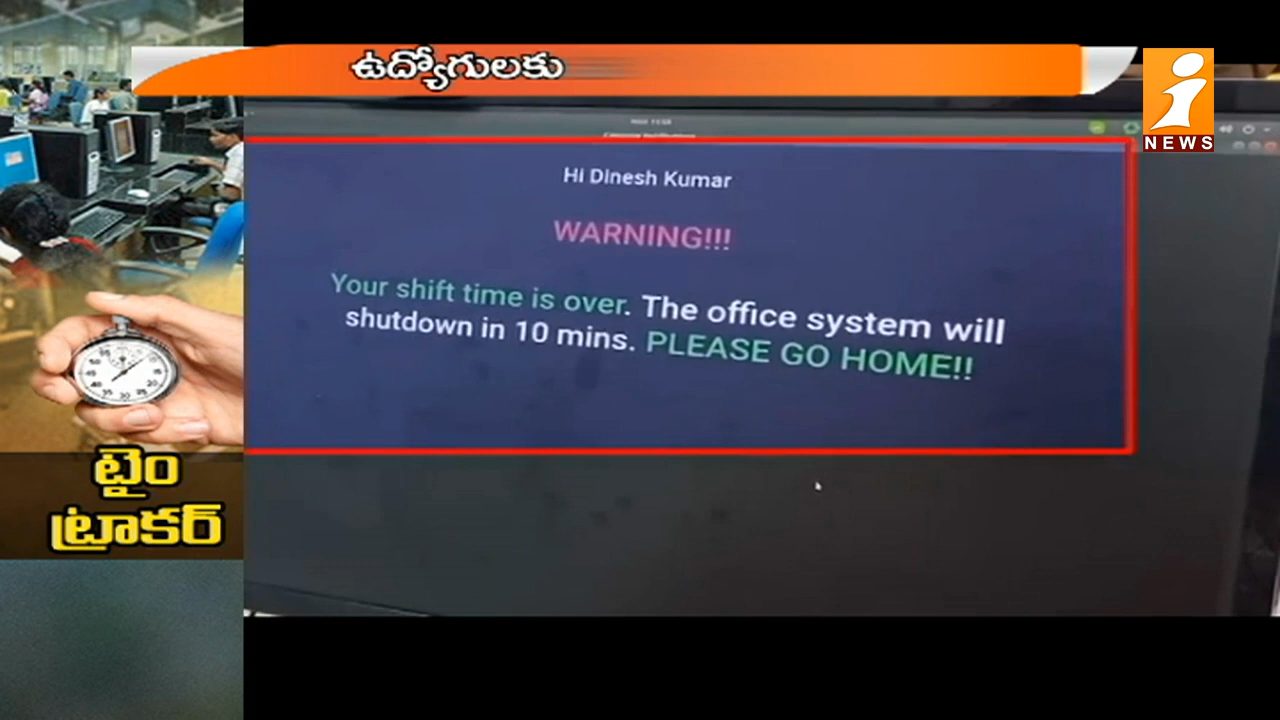 ఉద్యోగులకు
i
NEWS
Hi Dinesh Kumar
WARNING!!!
Your shift time is over. The office system will
shutdown in 10 mins. PLEASE GO HOME!!
టైం
ట్రాకర్